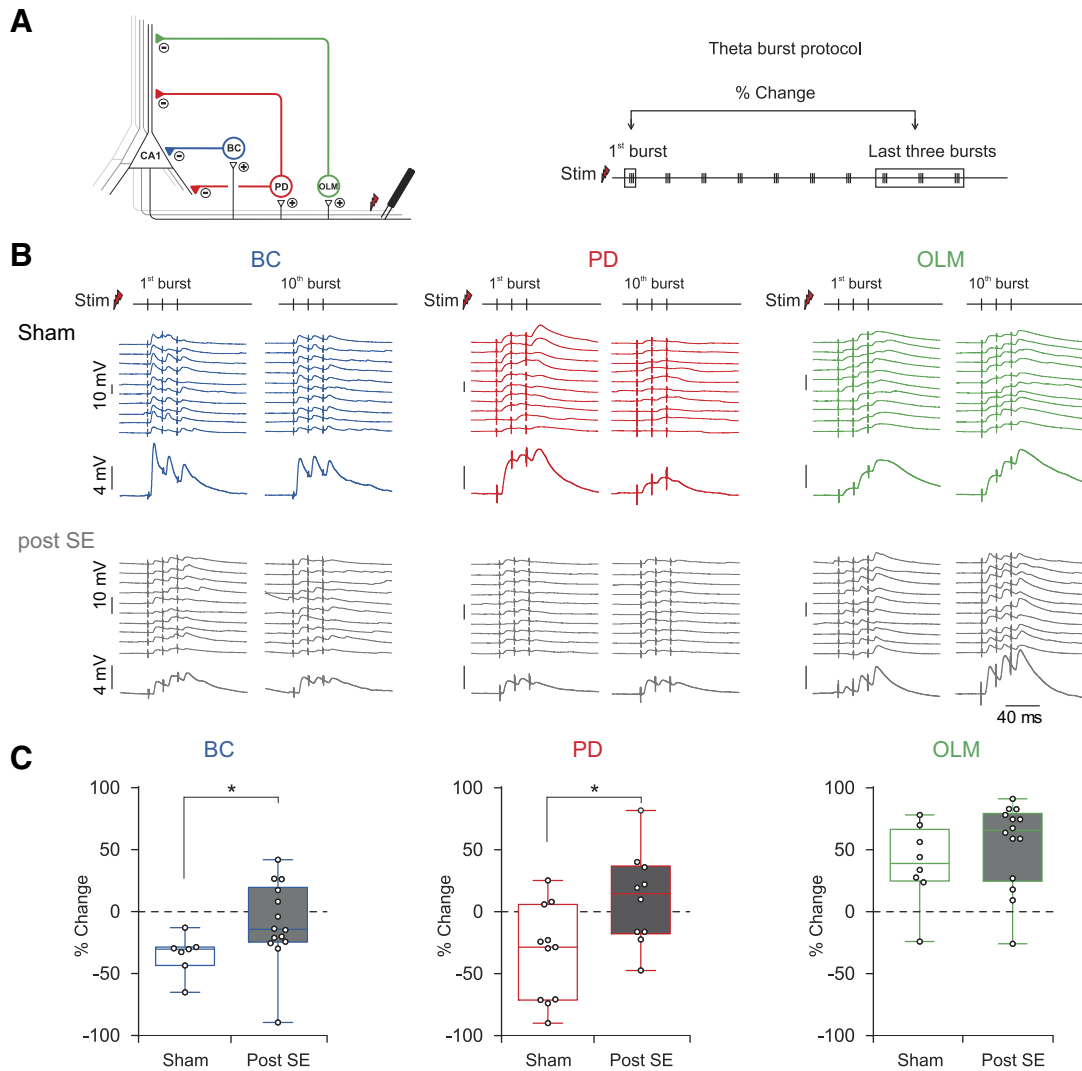 A
CA1
BC
PD
OLM
Theta burst protocol
% Change
1st burst
Last three bursts
Stim
B
BC
PD
OLM
1st burst
10th burst
1st burst
10th burst
1st burst
10th burst
Stim
Stim
Stim
Sham
10 mV
4 mV
post SE
10 mV
4 mV
40 ms
C
BC
PD
OLM
% Change
100
50
0
-50
-100
Sham
Post SE
*
% Change
100
50
0
-50
-100
Sham
Post SE
*
% Change
100
50
0
-50
-100
Sham
Post SE